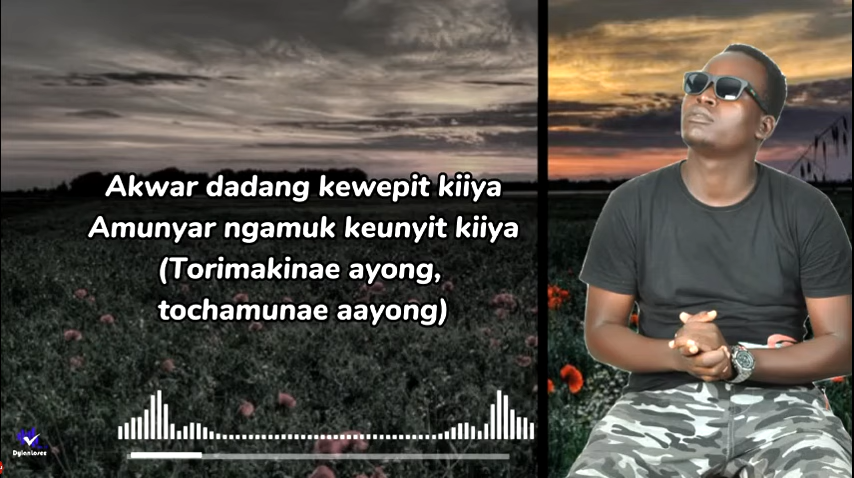 Akwar dadang kewepit kiiya
Amunyar ngamuk keunyit kiiya
(Torimakinae ayong,
tochamunae aayong)